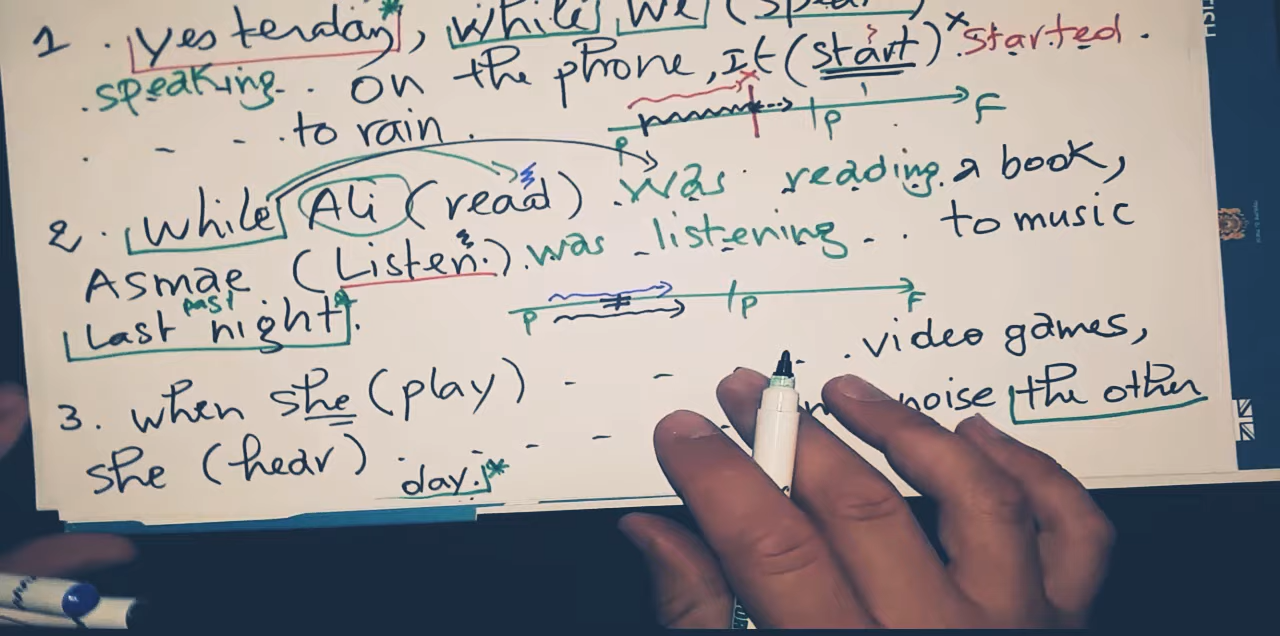 1. yesterday*, while we (speak)
speaking.. on the phone, It (start) x started.
. - - . to rain.
P P F
2. while Ali (read) . was reading. a book,
Asmae (Listen.). was - listening - .. to music
past
Last night*.
P P F
3. when she (play) - - - . video games,
she (hear) - - - noise the other
day.*